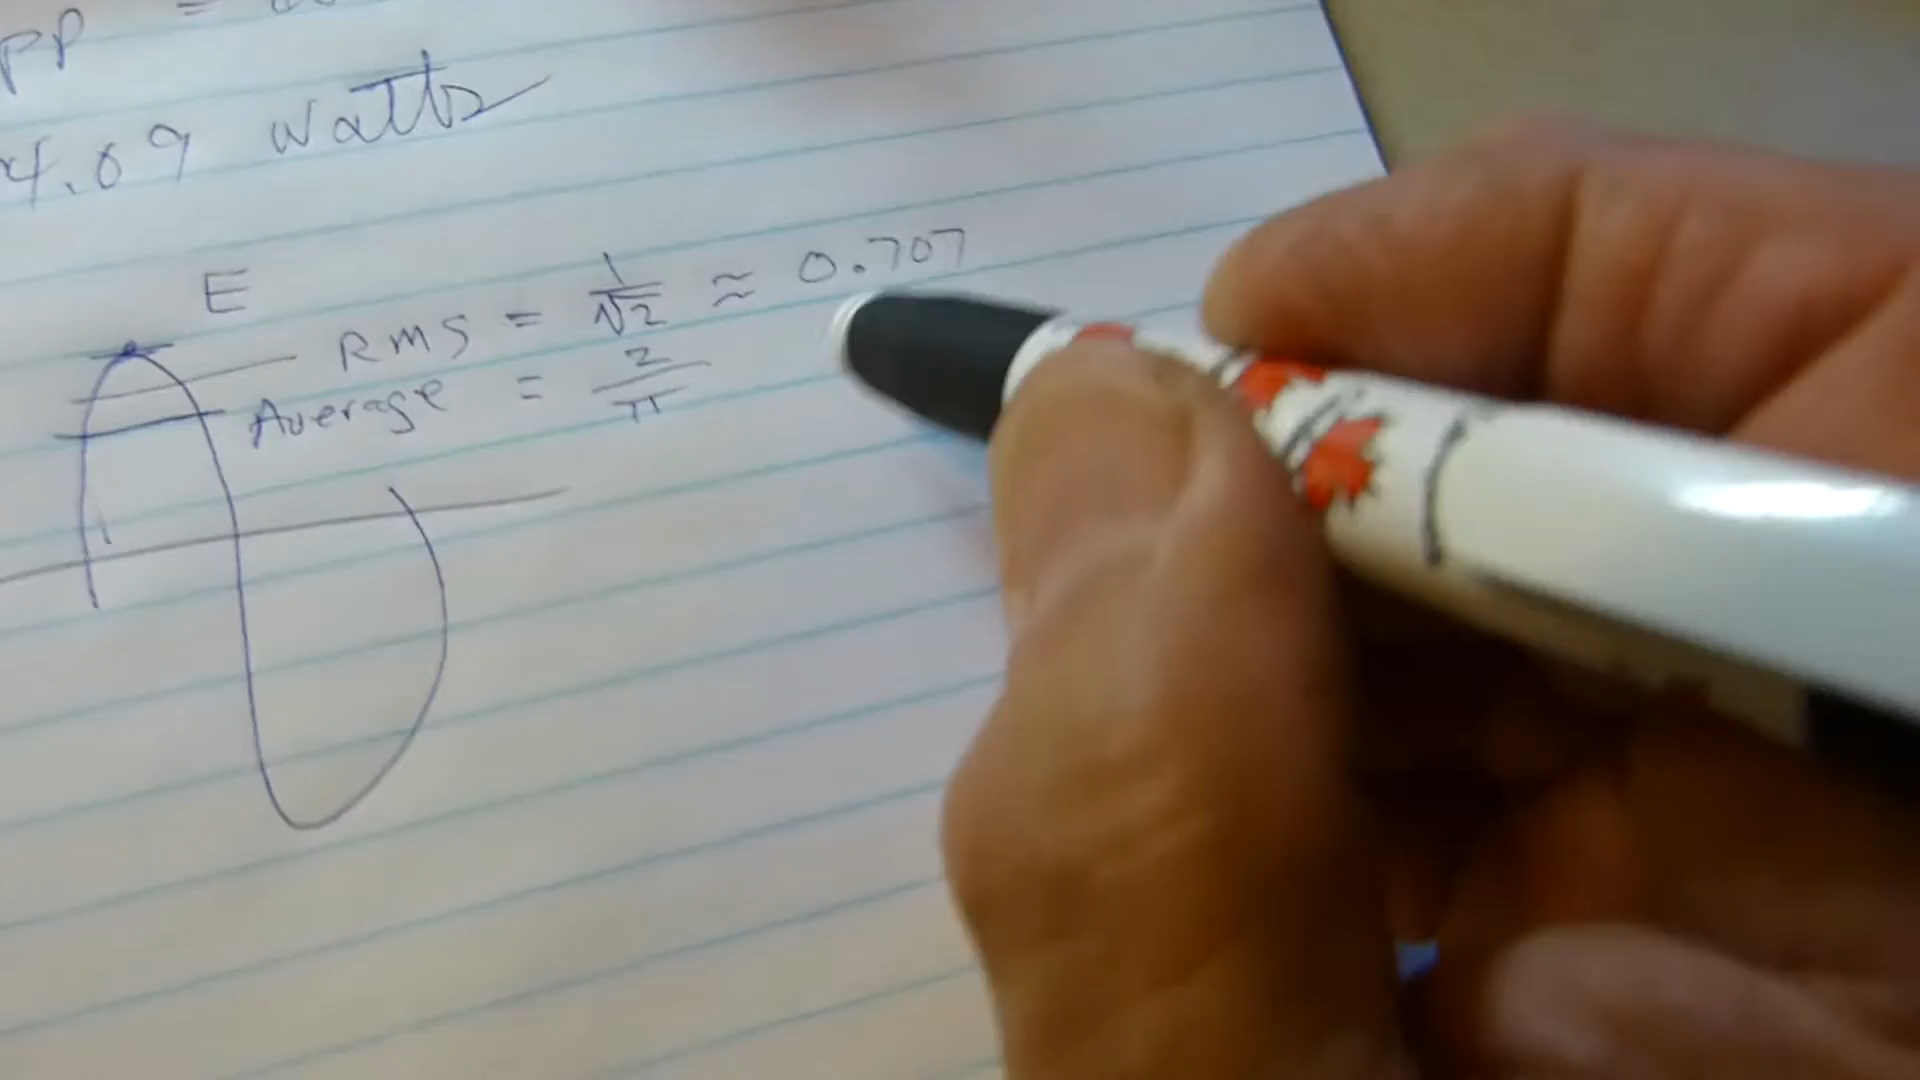 PP =
4.09 watts
E
RMS = 1/√2 ≈ 0.707
Average = 2/π